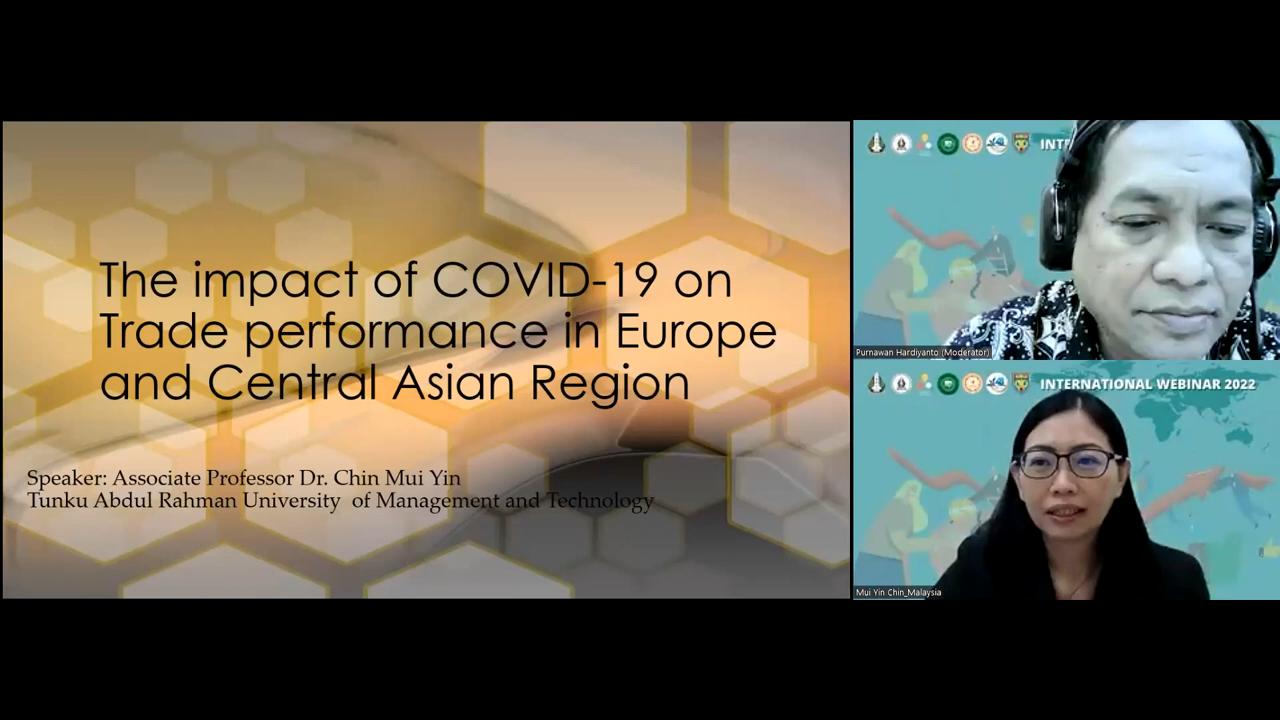 The impact of COVID-19 on
Trade performance in Europe
and Central Asian Region
Speaker: Associate Professor Dr. Chin Mui Yin
Tunku Abdul Rahman University of Management and Technology
INTE
Purnawan Hardiyanto (Moderator)
INTERNATIONAL WEBINAR 2022
Mui Yin Chin_Malaysia